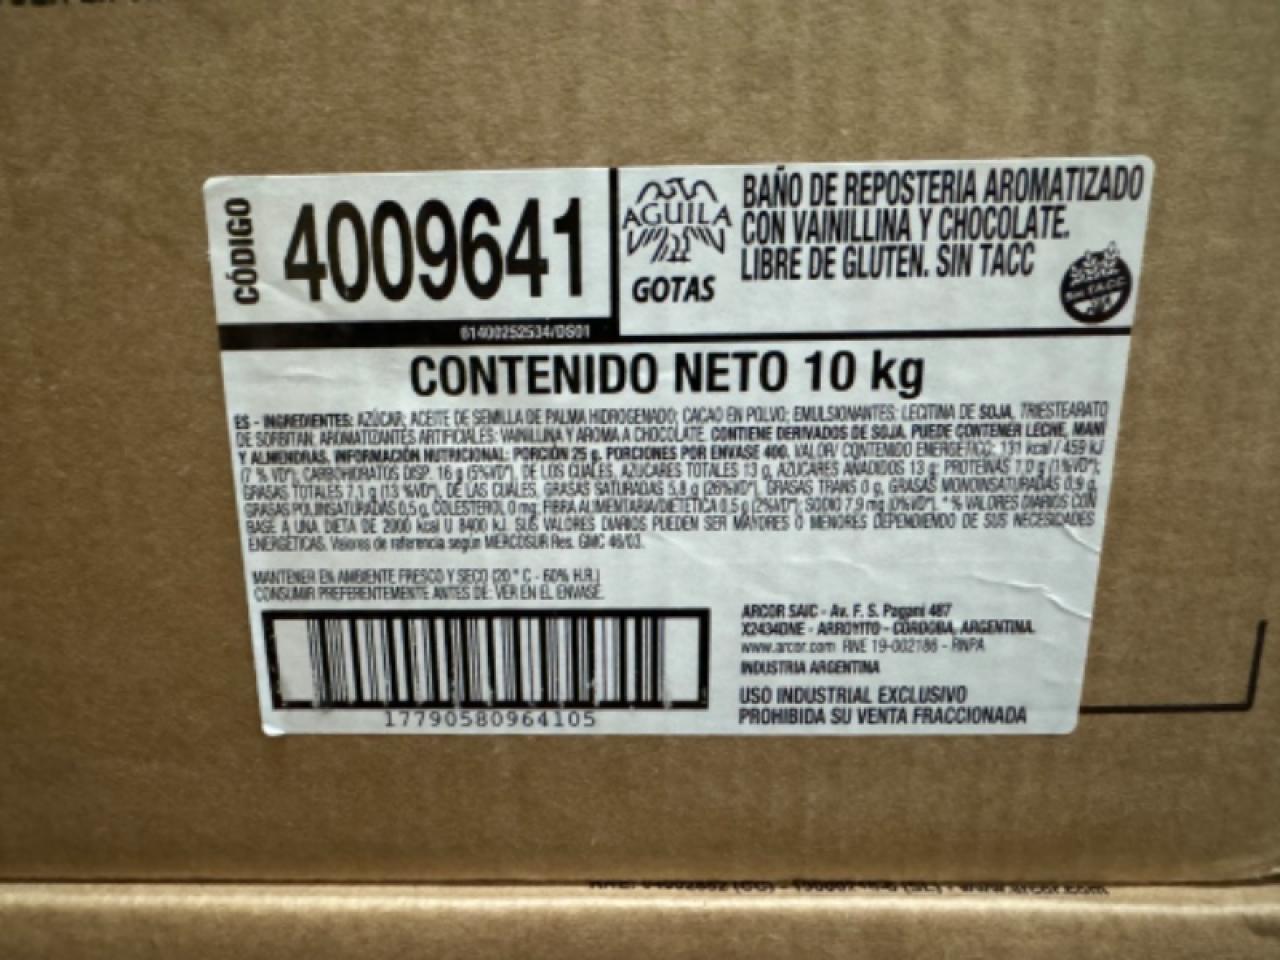 CÓDIGO
4009641
61400252534/DS01
AGUILA
GOTAS
BAÑO DE REPOSTERIA AROMATIZADO
CON VAINILLINA Y CHOCOLATE.
LIBRE DE GLUTEN. SIN TACC
Sin T.A.C.C.
CONTENIDO NETO 10 kg
ES - INGREDIENTES: AZÚCAR; ACEITE DE SEMILLA DE PALMA HIDROGENADO; CACAO EN POLVO; EMULSIONANTES: LECITINA DE SOJA, TRIESTEARATO
DE SORBITAN; AROMATIZANTES ARTIFICIALES: VAINILLINA Y AROMA A CHOCOLATE. CONTIENE DERIVADOS DE SOJA. PUEDE CONTENER LECHE, MANI
Y ALMENDRAS. INFORMACIÓN NUTRICIONAL: PORCIÓN 25 g. PORCIONES POR ENVASE 400. VALOR/ CONTENIDO ENERGETICO: 131 kcal / 459 kJ
(7 % VD*); CARBOHIDRATOS DISP. 16 g (5%VD*), DE LOS CUALES, AZUCARES TOTALES 13 g, AZUCARES AÑADIDOS 13 g; PROTEINAS 1,0 g (1%VD*);
GRASAS TOTALES 7,1 g (13 %VD*), DE LAS CUALES, GRASAS SATURADAS 5,8 g (26%VD*), GRASAS TRANS 0 g, GRASAS MONOINSATURADAS 0,9 g,
GRASAS POLIINSATURADAS 0,5 g, COLESTEROL 0 mg; FIBRA ALIMENTARIA/DIETETICA 0,5 g (2%VD*); SODIO 7,9 mg (0%VD*). * % VALORES DIARIOS CON
BASE A UNA DIETA DE 2000 kcal U 8400 kJ. SUS VALORES DIARIOS PUEDEN SER MAYORES O MENORES DEPENDIENDO DE SUS NECESIDADES
ENERGÉTICAS. Valores de referencia según MERCOSUR Res. GMC 46/03.
MANTENER EN AMBIENTE FRESCO Y SECO (20 ° C - 60% H.R.)
CONSUMIR PREFERENTEMENTE ANTES DE: VER EN EL ENVASE.
17790580964105
ARCOR SAIC - Av. F. S. Pagani 487
X2434DNE - ARROYITO - CÓRDOBA, ARGENTINA.
www.arcor.com RNE 19-002186 - RNPA
INDUSTRIA ARGENTINA
USO INDUSTRIAL EXCLUSIVO
PROHIBIDA SU VENTA FRACCIONADA